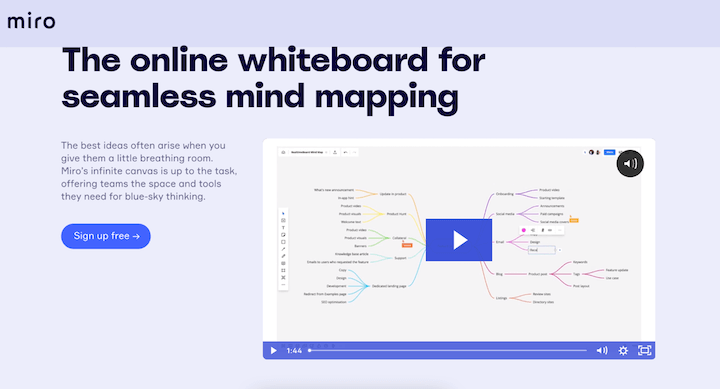 miro
The online whiteboard for
seamless mind mapping
The best ideas often arise when you
give them a little breathing room.
Miro's infinite canvas is up to the task,
offering teams the space and tools
they need for blue-sky thinking.
Sign up free →
What's new announcement
In-app hint
Update in product
Product video
Product visuals
Welcome text
Product Hunt
Product video
Product visuals
Banners
Collateral
Knowledge base article
Emails to users who requested the feature
Support
Copy
Design
Development
Redirect from templates page
SEO optimization
Dedicated landing page
Onboarding
Product video
Existing template
Social media
Announcements
Paid campaigns
Social media covers
Email
Design
Blog
Product post
Keywords
Tags
Feature update
Use case
Post layout
Listings
Review sites
Directory sites
1:44